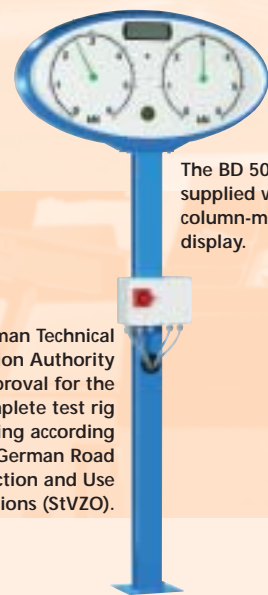 The BD 50
supplied v
column-m
display.
man Technical
on Authority
proval for the
plete test rig
ing according
German Road
ction and Use
ions (StVZO).